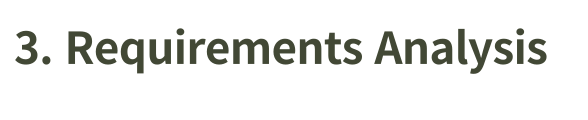 3. Requirements Analysis